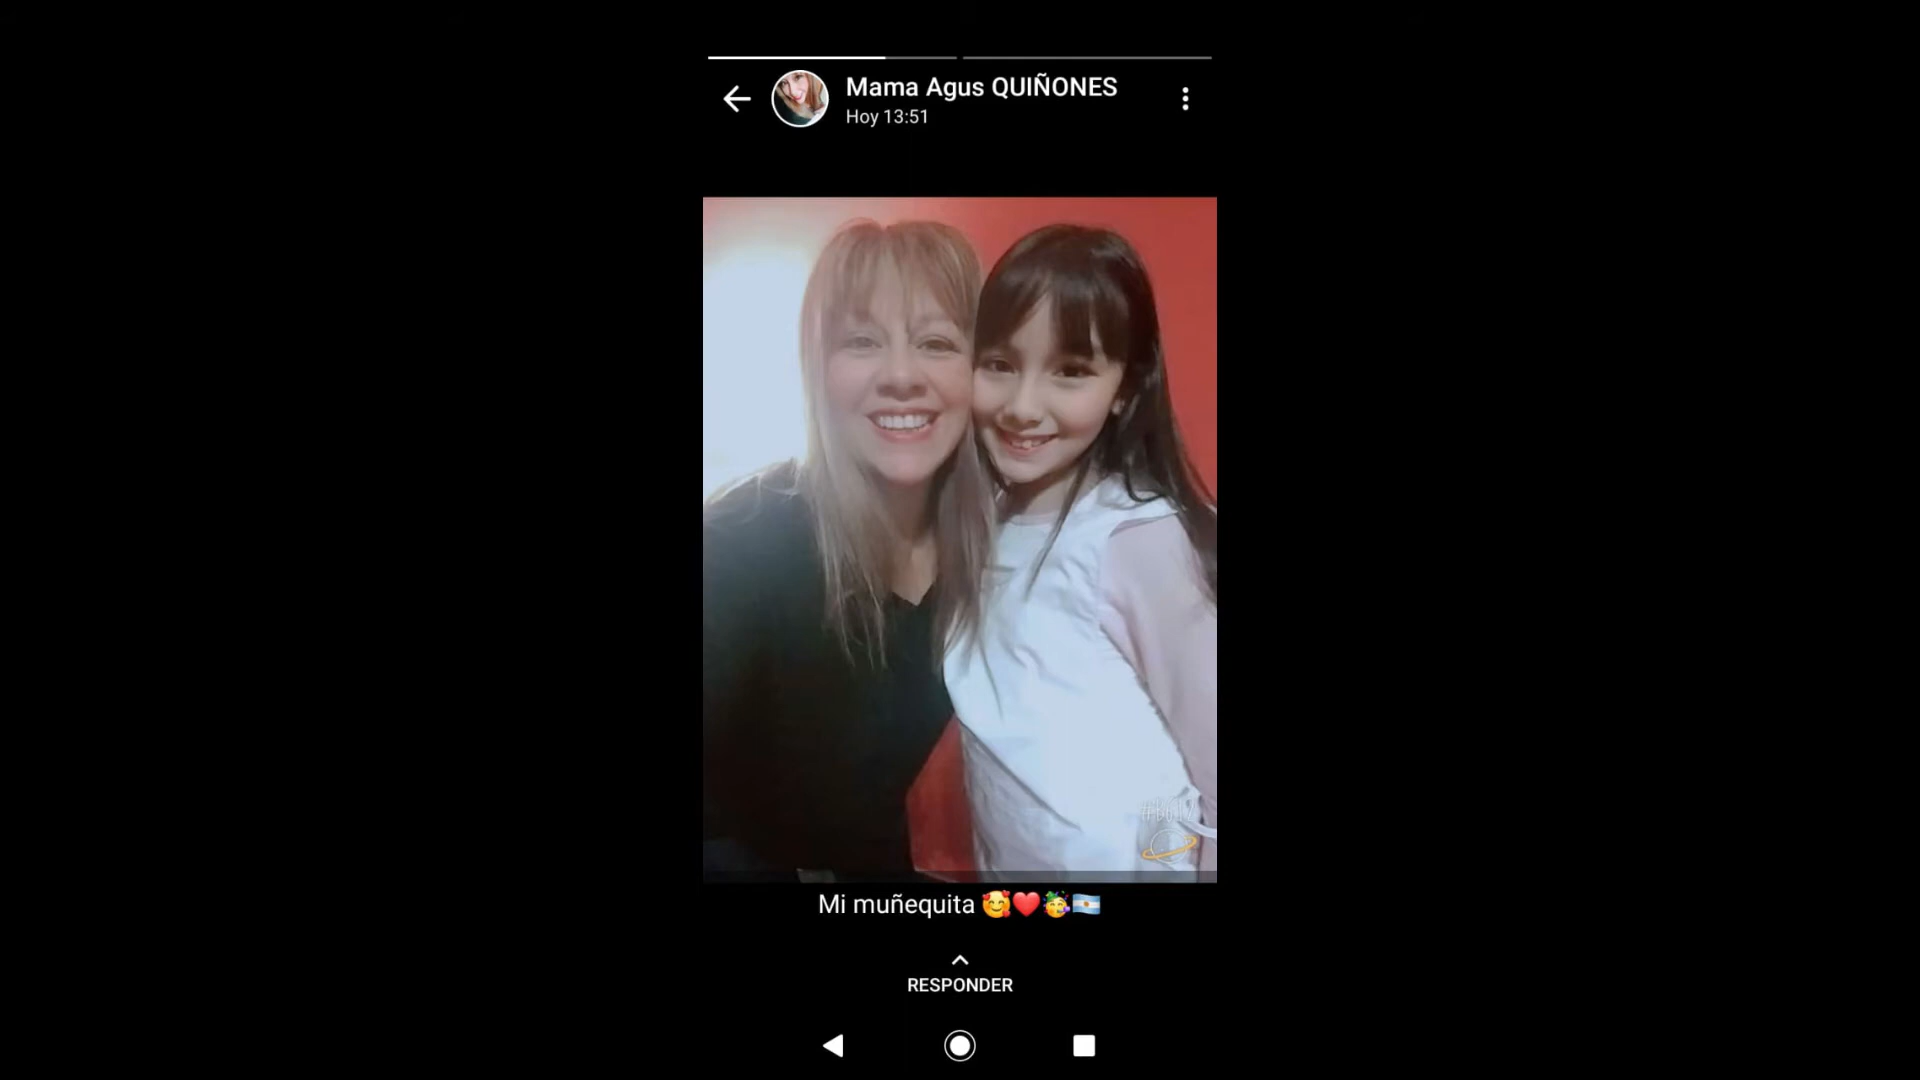 Mama Agus QUIÑONES
Hoy 13:51
Mi muñequita 🥰❤️🥳🇦🇷
RESPONDER